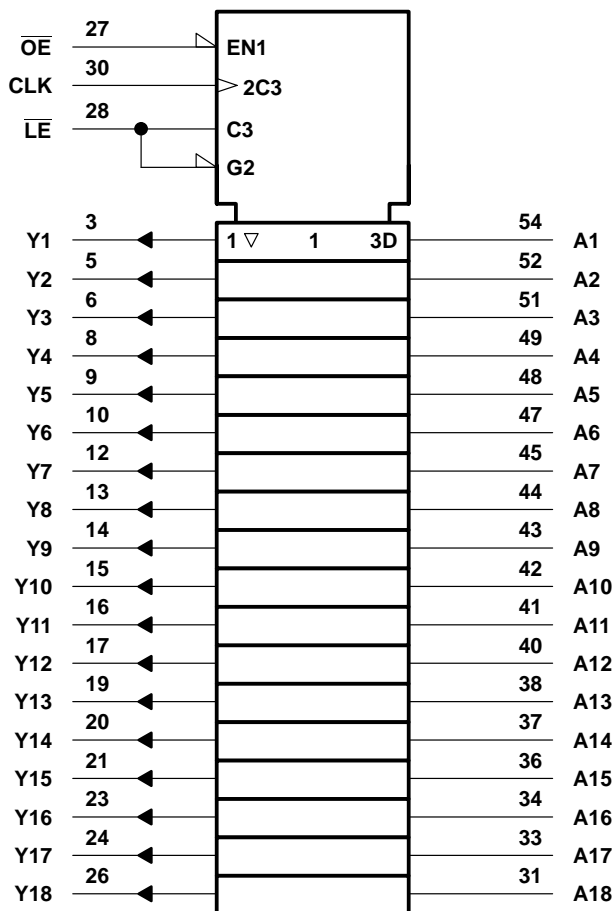 OE 27 EN1
CLK 30 2C3
LE 28 C3
G2
Y1 3 1 ▽ 1 3D 54 A1
Y2 5 52 A2
Y3 6 51 A3
Y4 8 49 A4
Y5 9 48 A5
Y6 10 47 A6
Y7 12 45 A7
Y8 13 44 A8
Y9 14 43 A9
Y10 15 42 A10
Y11 16 41 A11
Y12 17 40 A12
Y13 19 38 A13
Y14 20 37 A14
Y15 21 36 A15
Y16 23 34 A16
Y17 24 33 A17
Y18 26 31 A18